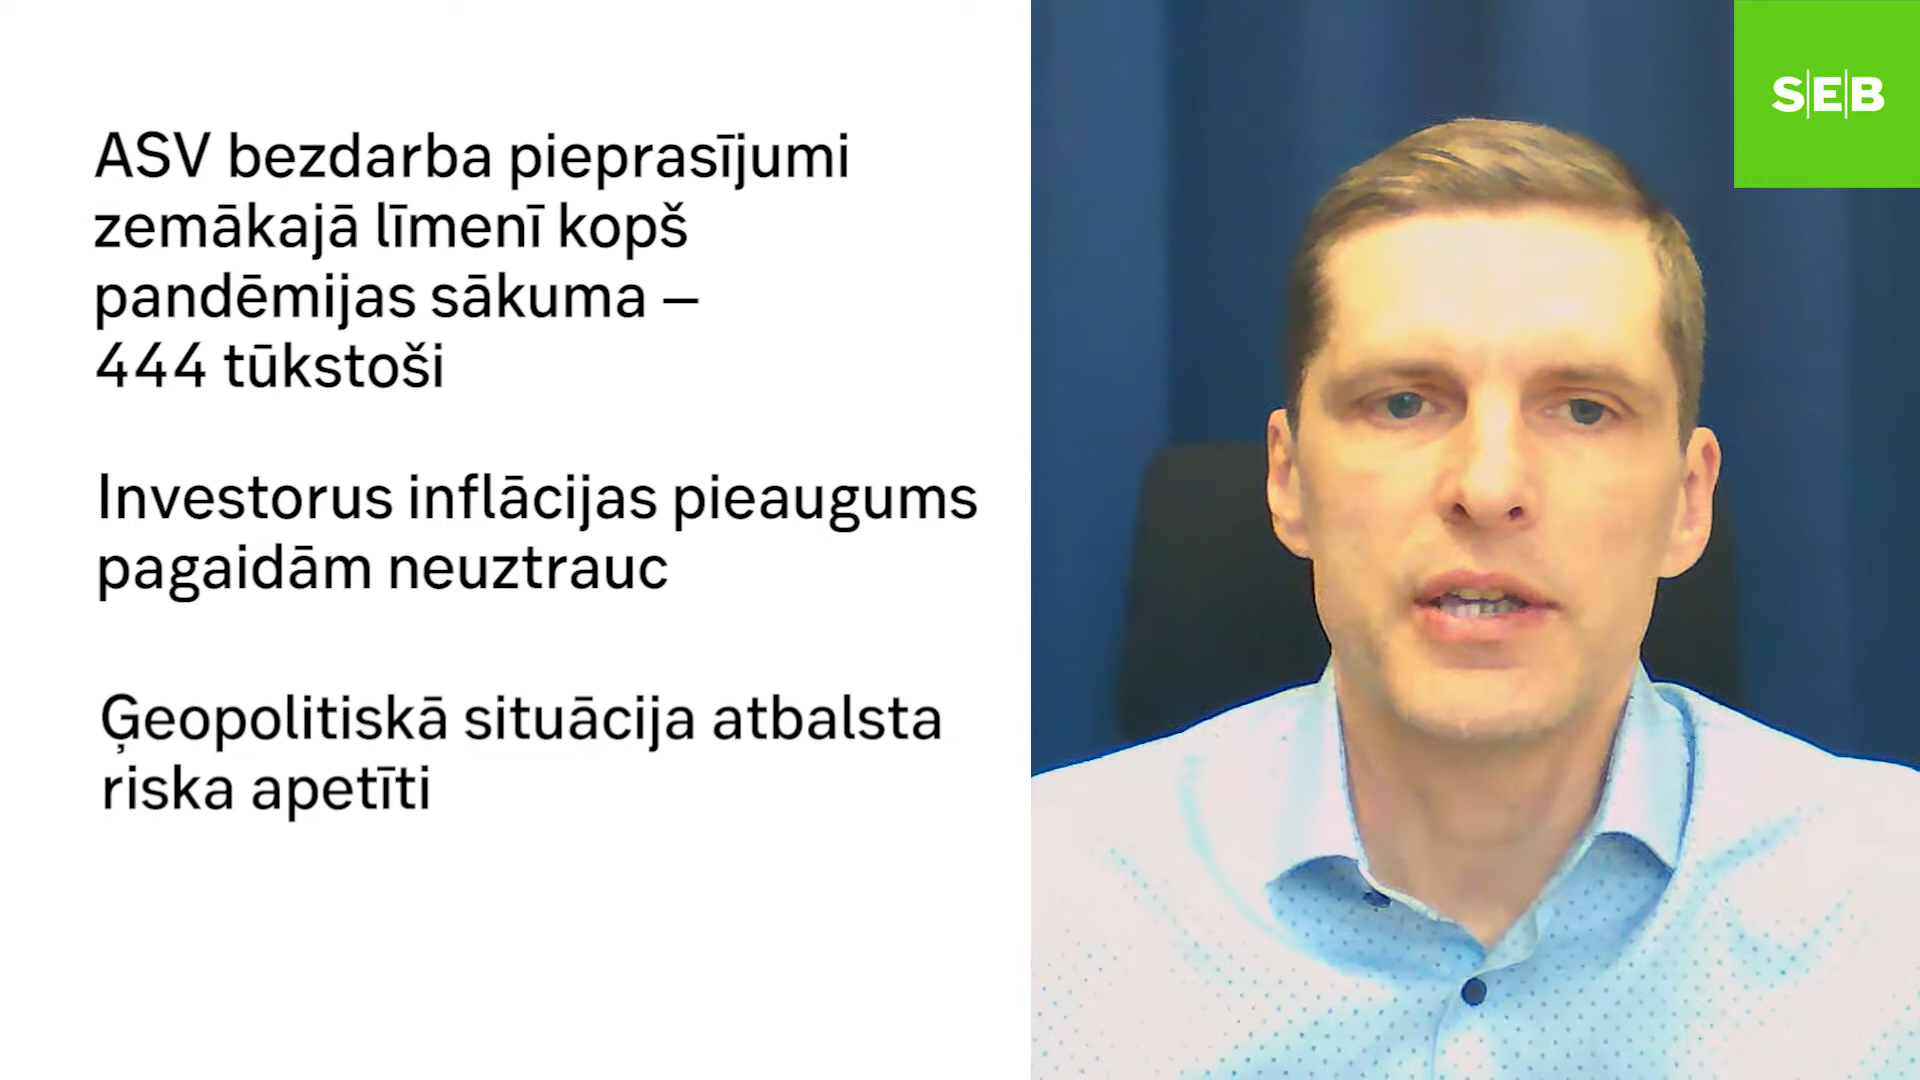 ASV bezdarba pieprasījumi
zemākajā līmenī kopš
pandēmijas sākuma –
444 tūkstoši
Investorus inflācijas pieaugums
pagaidām neuztrauc
Ģeopolitiskā situācija atbalsta
riska apetīti
S|E|B